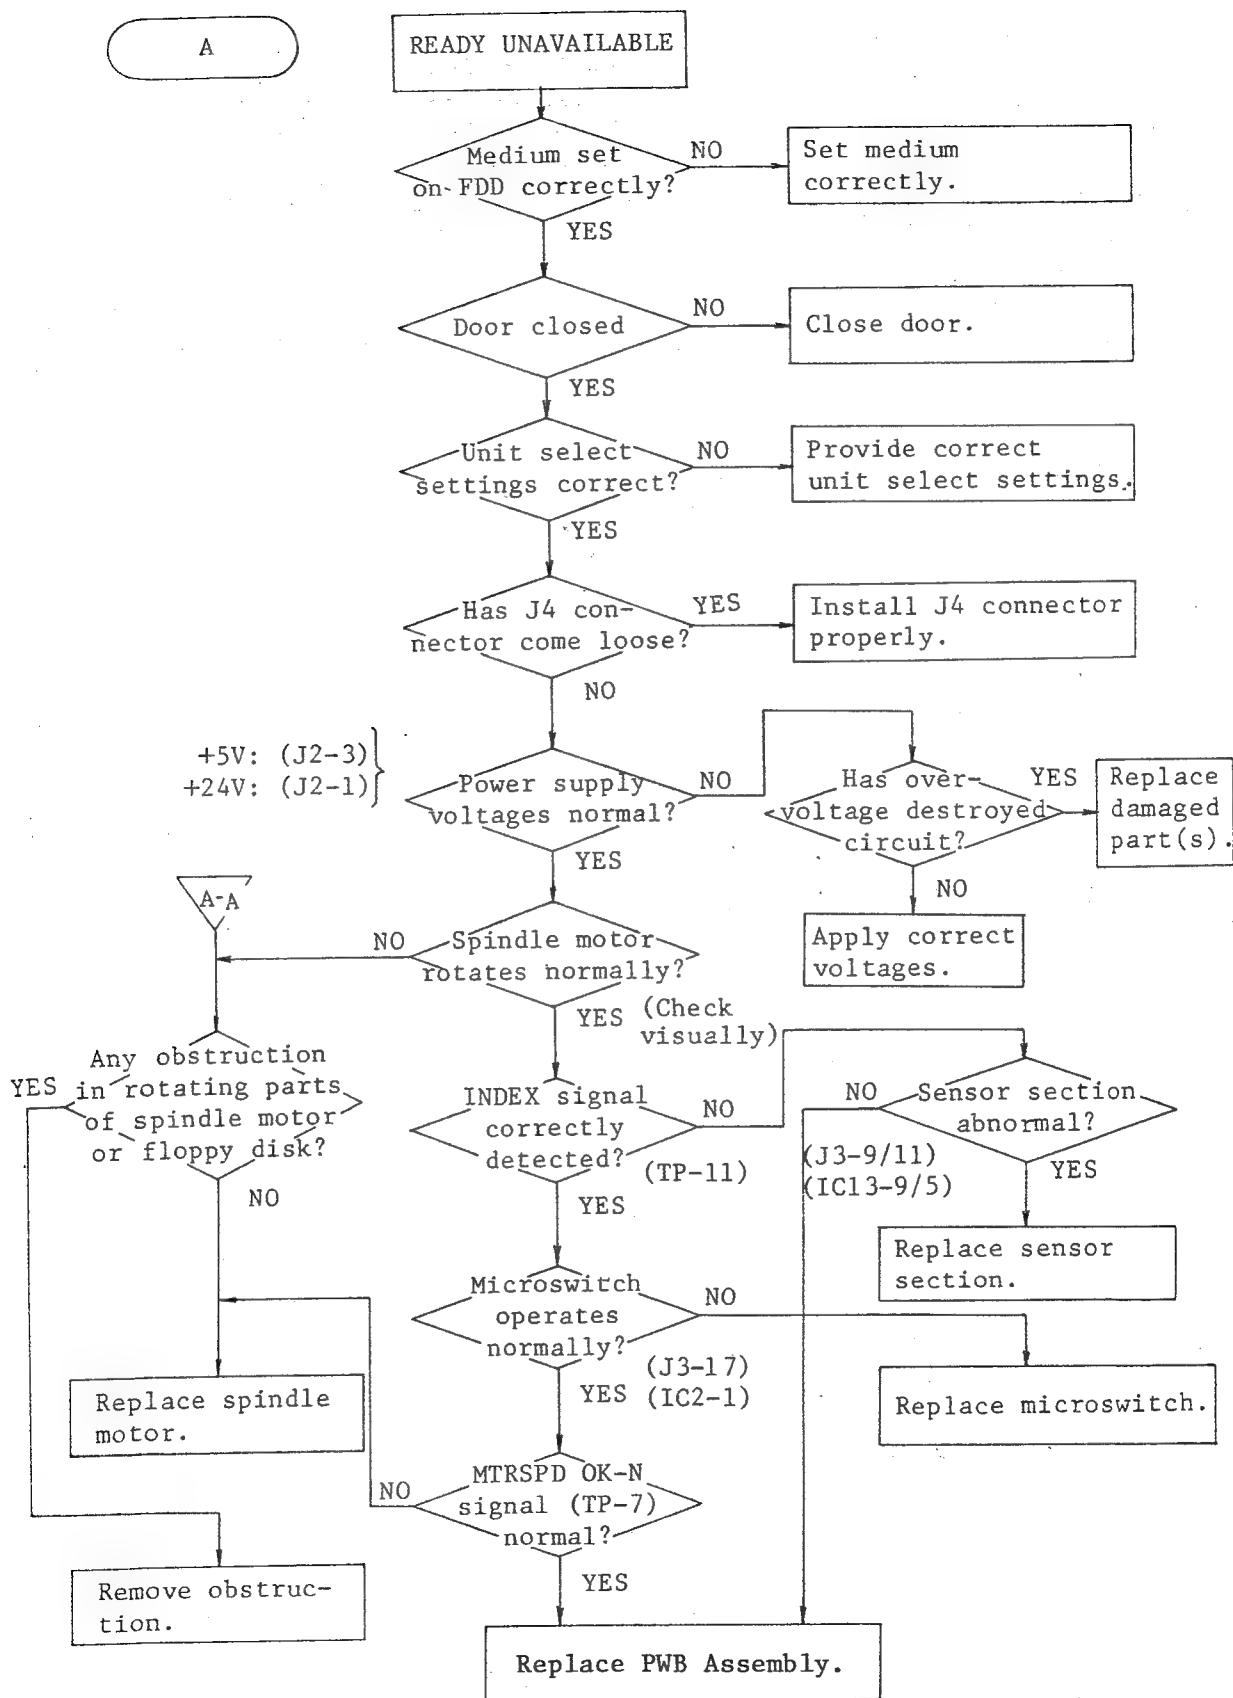 A
READY UNAVAILABLE
Medium set
on FDD correctly?
NO
Set medium
correctly.
YES
Door closed
NO
Close door.
YES
Unit select
settings correct?
NO
Provide correct
unit select settings.
YES
Has J4 con-
nector come loose?
YES
Install J4 connector
properly.
NO
+5V: (J2-3)
+24V: (J2-1)
Power supply
voltages normal?
NO
Has over-
voltage destroyed
circuit?
YES
Replace
damaged
part(s).
YES
NO
Apply correct
voltages.
A-A
NO
Spindle motor
rotates normally?
YES
(Check
visually)
Any obstruction
in rotating parts
of spindle motor
or floppy disk?
YES
NO
INDEX signal
correctly
detected?
NO
(TP-11)
YES
Sensor section
abnormal?
NO
(J3-9/11)
(IC13-9/5)
YES
Replace sensor
section.
Microswitch
operates
normally?
NO
(J3-17)
(IC2-1)
YES
Replace microswitch.
Replace spindle
motor.
MTRSPD OK-N
signal (TP-7)
normal?
NO
YES
Remove obstruc-
tion.
Replace PWB Assembly.